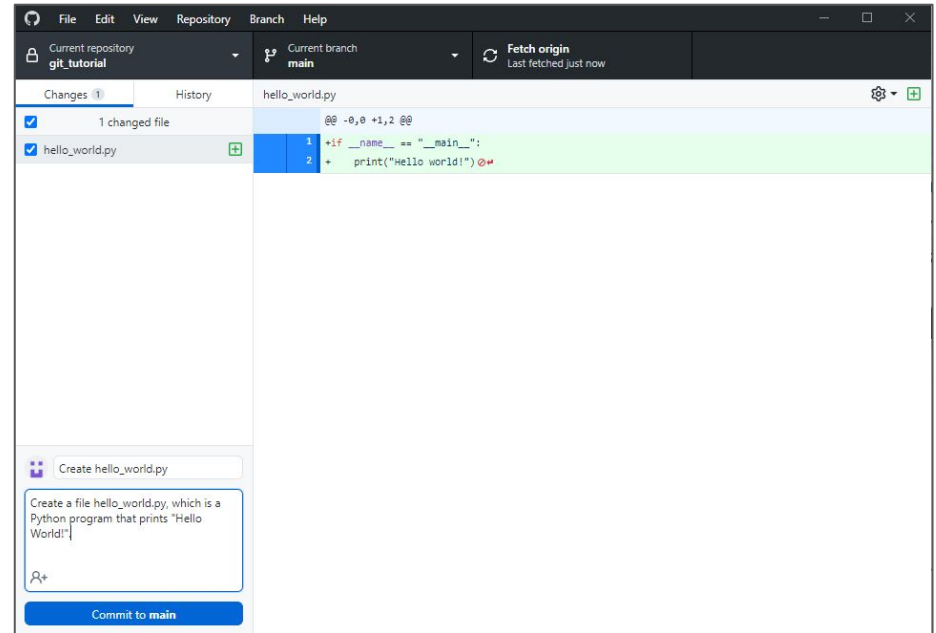 File Edit View Repository Branch Help
Current repository
git_tutorial
Current branch
main
Fetch origin
Last fetched just now
Changes 1
History
hello_world.py
1 changed file
hello_world.py
@@ -0,0 +1,2 @@
1 +if __name__ == "__main__":
2 +    print("Hello world!")
Create hello_world.py
Create a file hello_world.py, which is a
Python program that prints "Hello
World!".
Commit to main